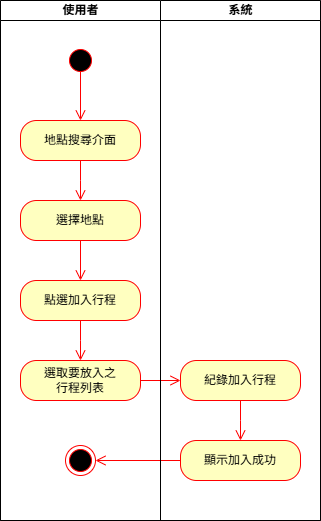 使用者
系統
地點搜尋介面
選擇地點
點選加入行程
選取要放入之
行程列表
紀錄加入行程
顯示加入成功